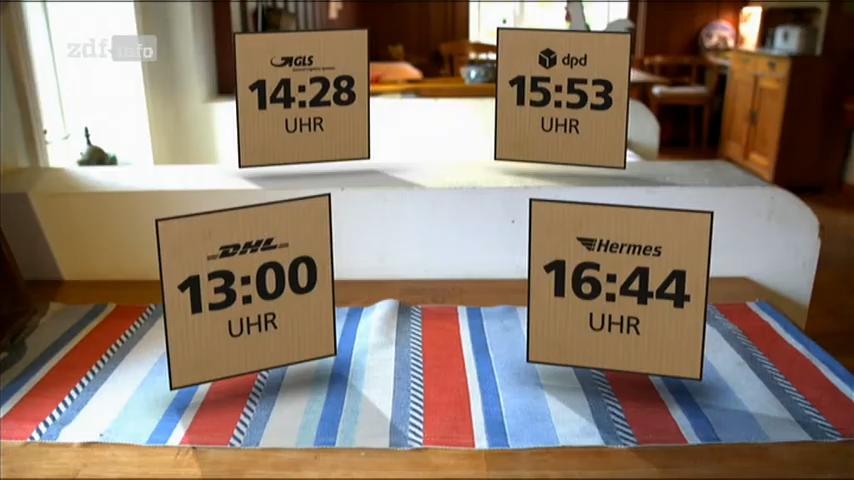 zdf-info
GLS
14:28
UHR
dpd
15:53
UHR
DHL
13:00
UHR
Hermes
16:44
UHR